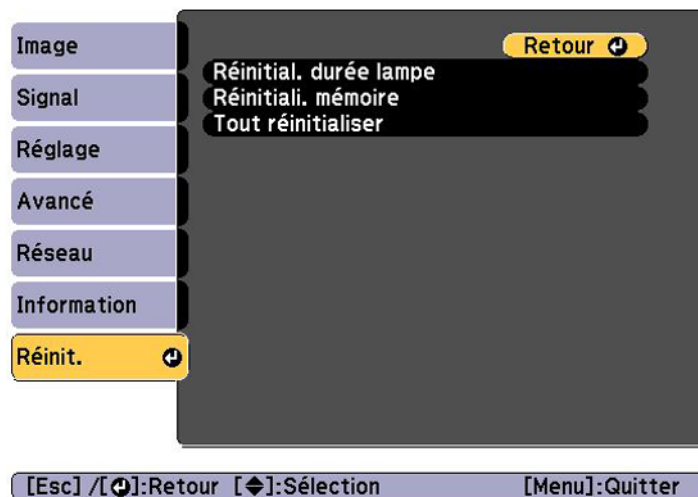 Image
Signal
Réglage
Avancé
Réseau
Information
Réinit.
Retour
Réinitial. durée lampe
Réinitiali. mémoire
Tout réinitialiser
[Esc] /[⏎]:Retour [◆]:Sélection [Menu]:Quitter